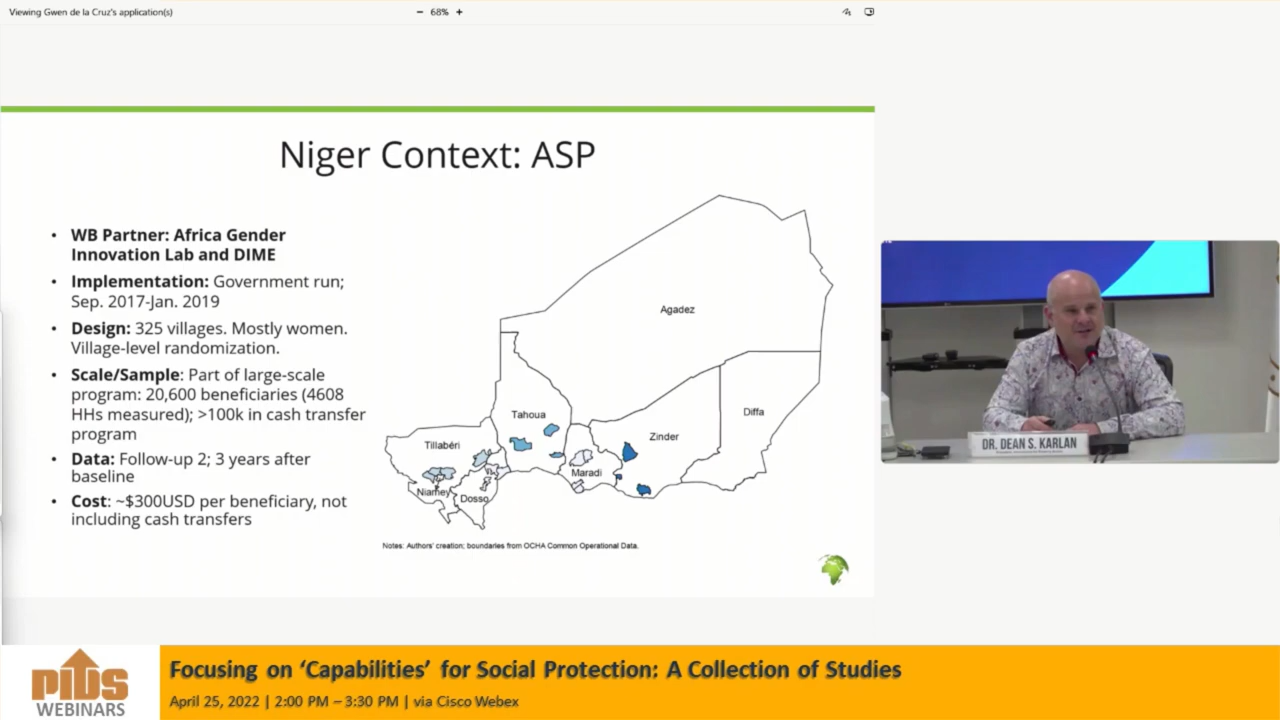 Viewing Gwen de la Cruz's application(s)
− 68% +
Niger Context: ASP
• WB Partner: Africa Gender
Innovation Lab and DIME
• Implementation: Government run;
Sep. 2017-Jan. 2019
• Design: 325 villages. Mostly women.
Village-level randomization.
• Scale/Sample: Part of large-scale
program: 20,600 beneficiaries (4608
HHs measured); >100k in cash transfer
program
• Data: Follow-up 2; 3 years after
baseline
• Cost: ~$300USD per beneficiary, not
including cash transfers
Agadez
Tahoua
Diffa
Zinder
Tillabéri
Maradi
Niamey
Dosso
Notes: Authors' creation; boundaries from OCHA Common Operational Data.
DR. DEAN S. KARLAN
PIDS
WEBINARS
Focusing on ‘Capabilities’ for Social Protection: A Collection of Studies
April 25, 2022 | 2:00 PM – 3:30 PM | via Cisco Webex